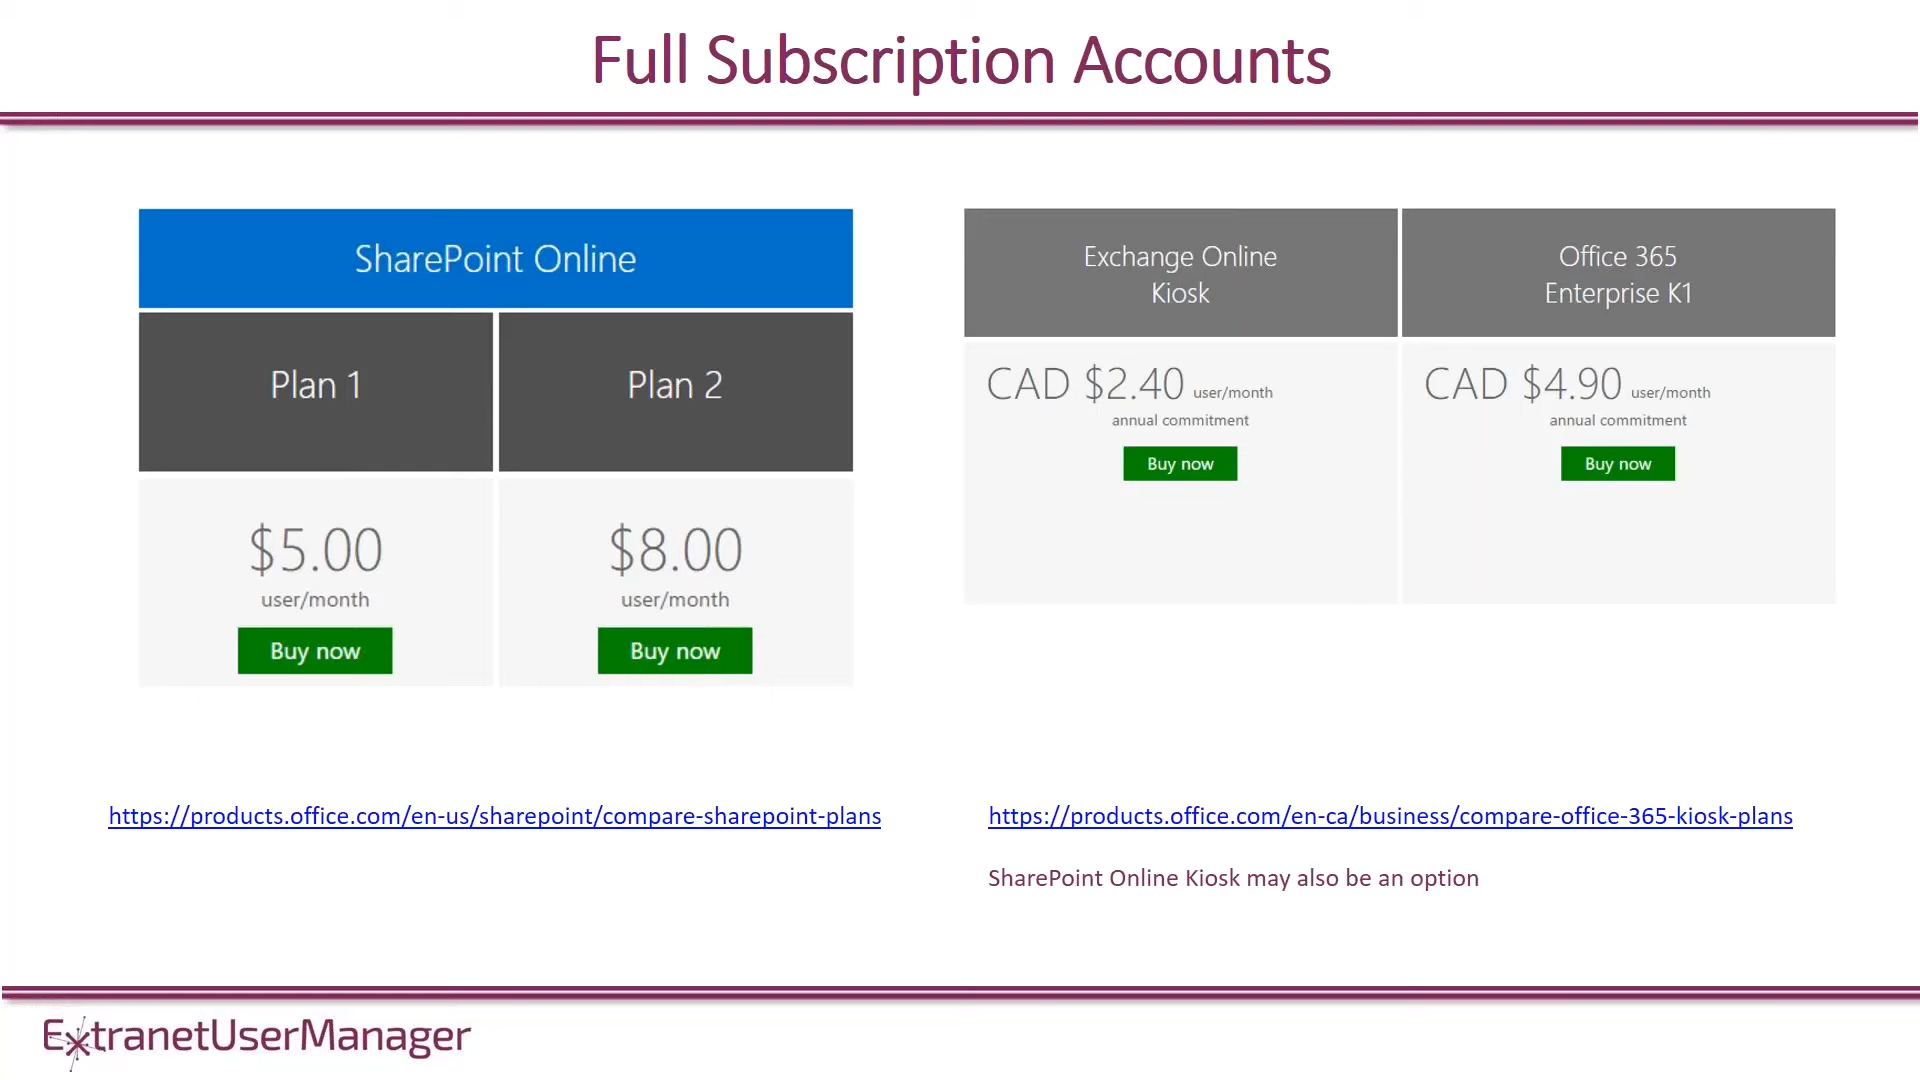 Full Subscription Accounts
SharePoint Online
Plan 1
Plan 2
$5.00
user/month
Buy now
$8.00
user/month
Buy now
Exchange Online
Kiosk
Office 365
Enterprise K1
CAD $2.40 user/month
annual commitment
Buy now
CAD $4.90 user/month
annual commitment
Buy now
https://products.office.com/en-us/sharepoint/compare-sharepoint-plans
https://products.office.com/en-ca/business/compare-office-365-kiosk-plans
SharePoint Online Kiosk may also be an option
ExtranetUserManager